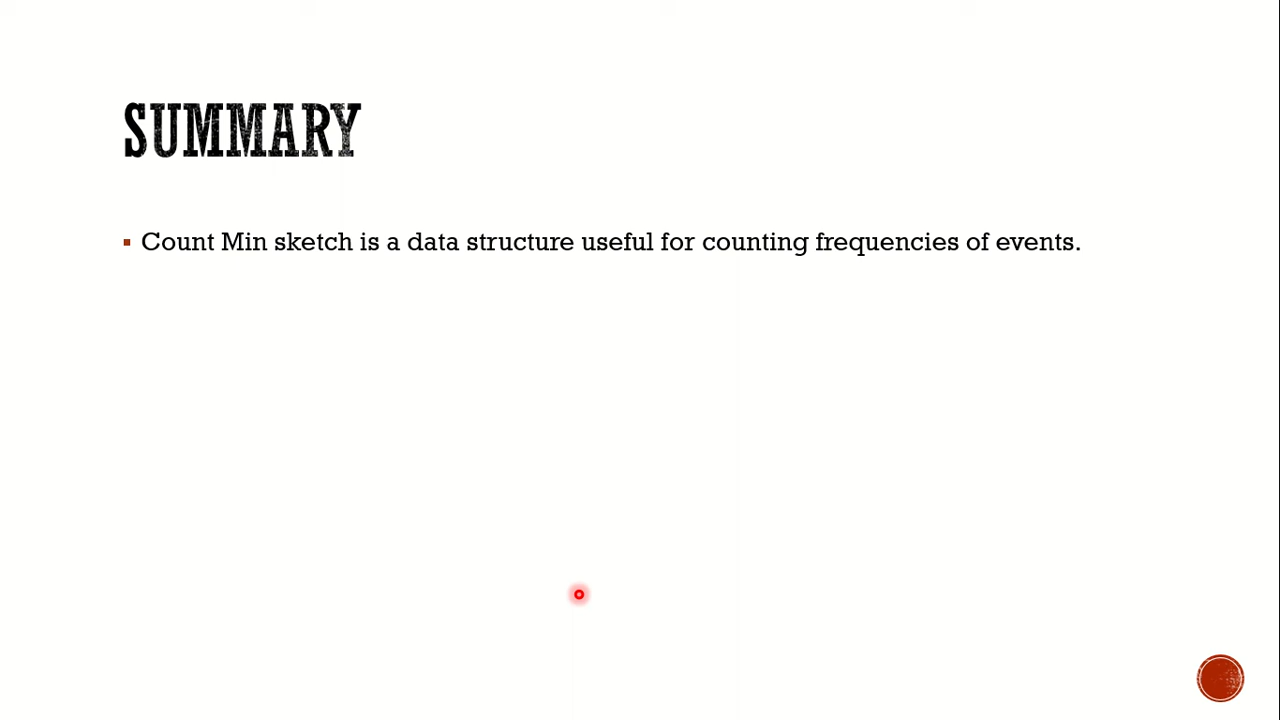 SUMMARY
Count Min sketch is a data structure useful for counting frequencies of events.